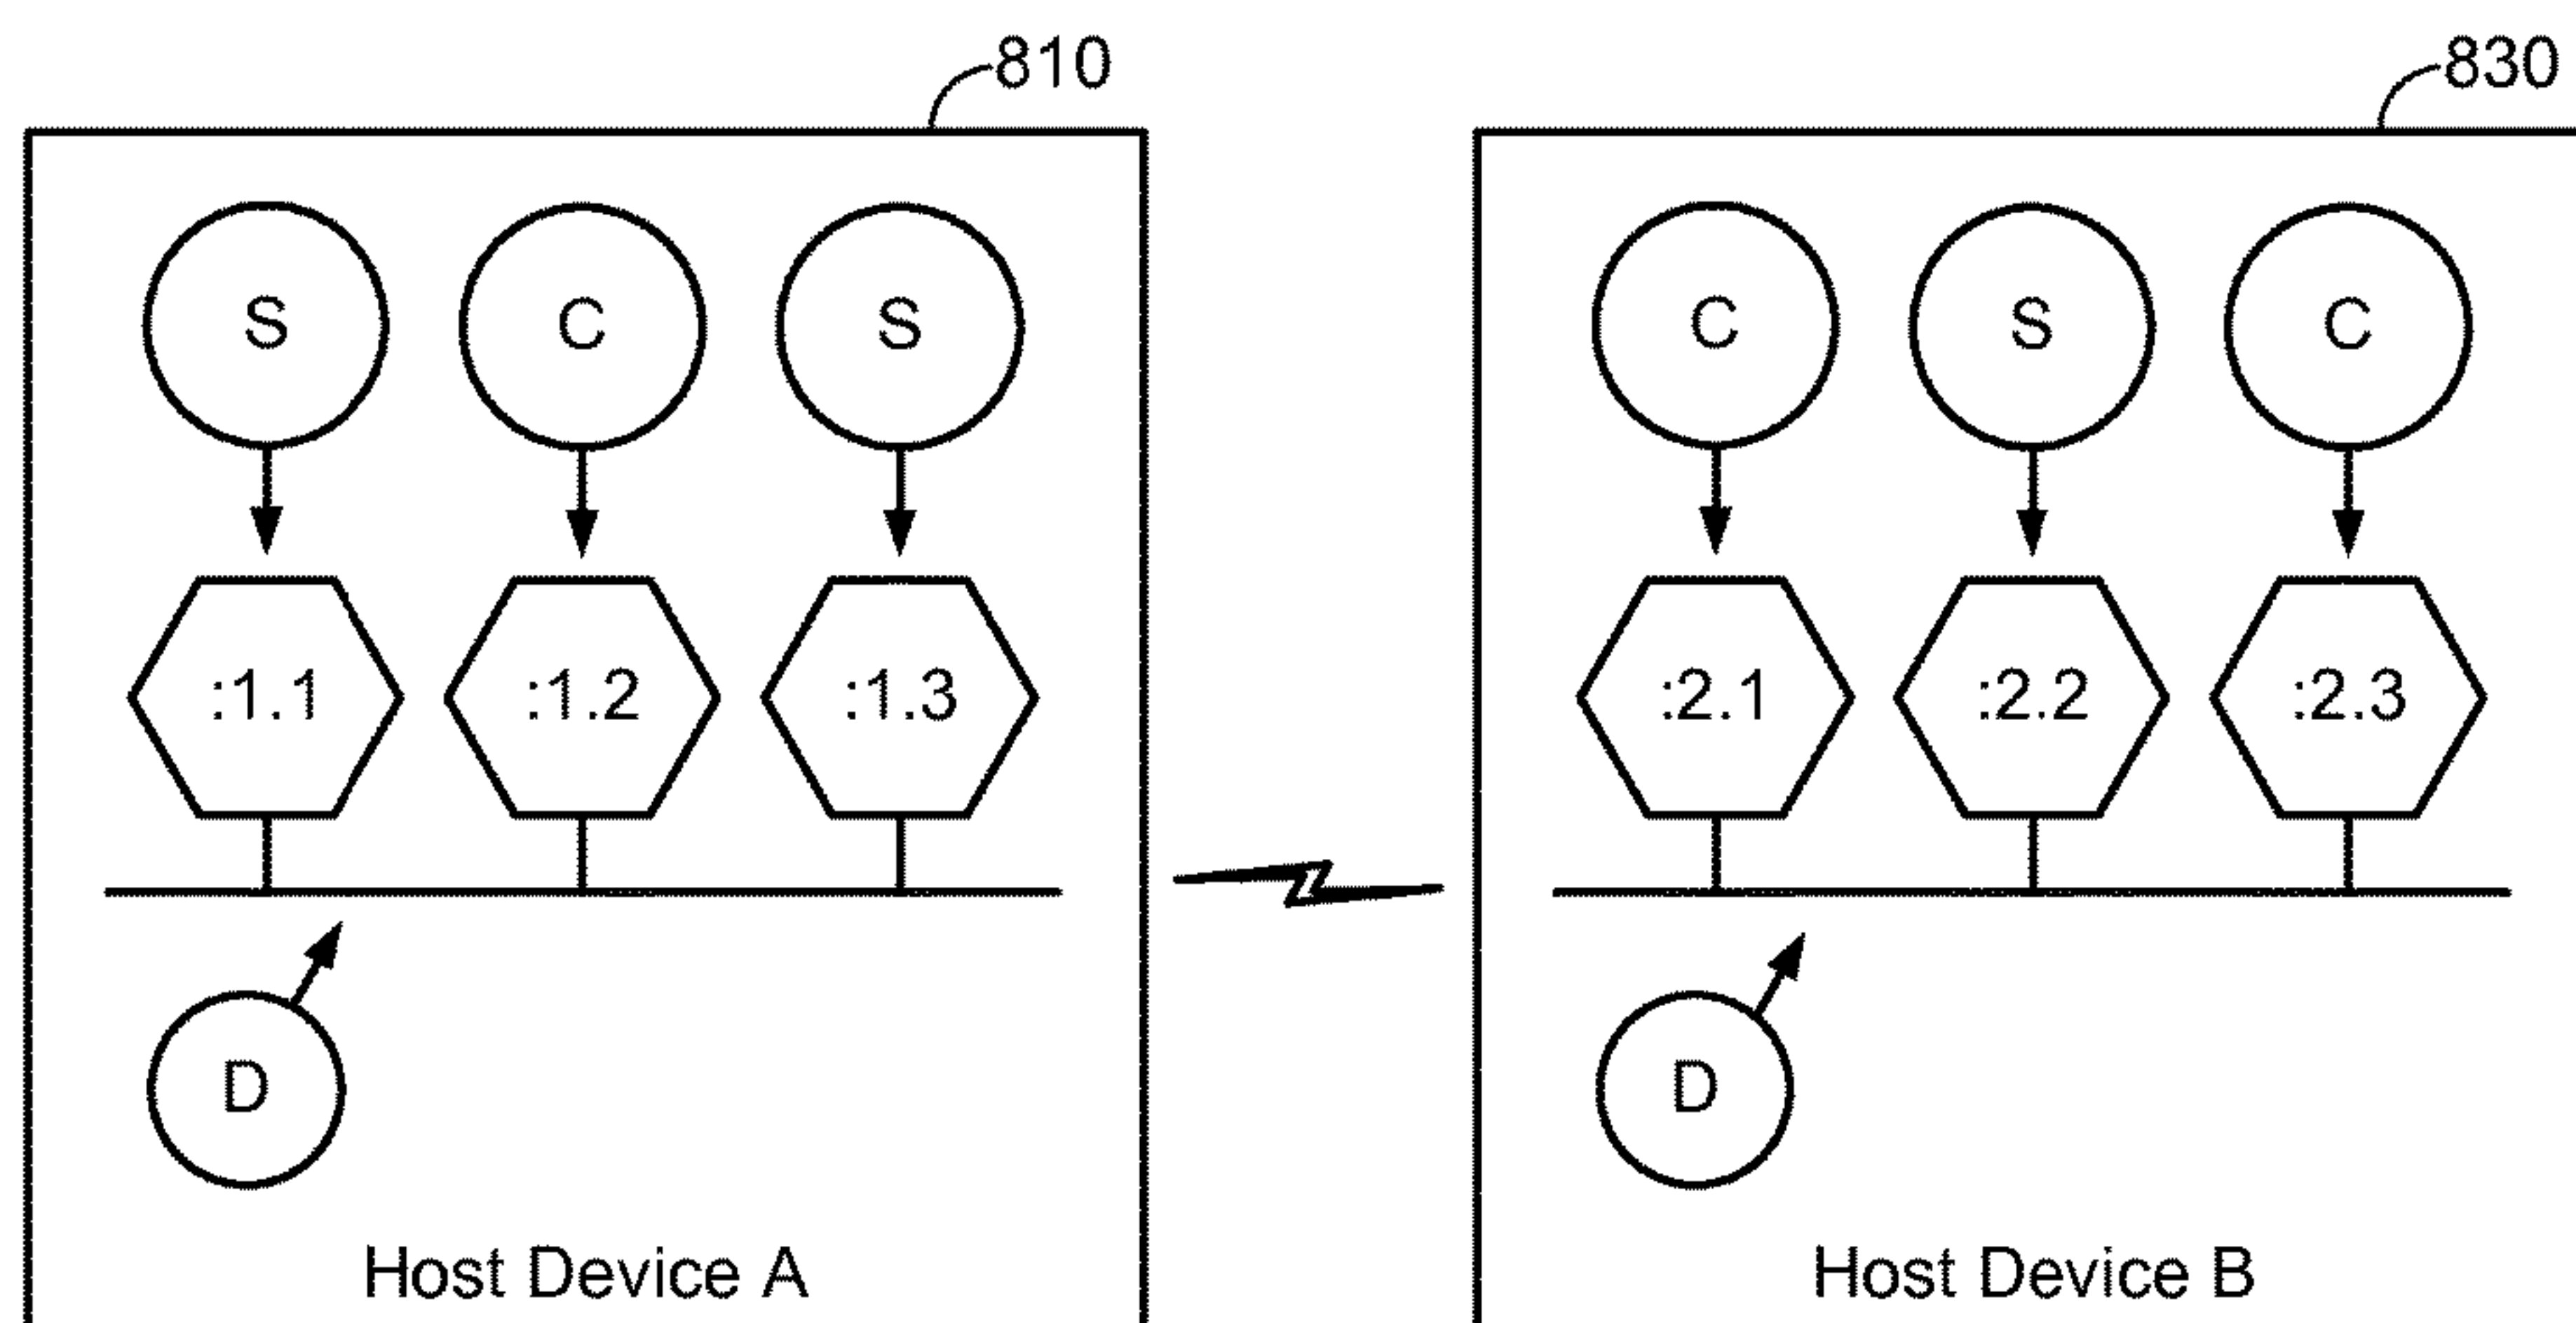 810
830
S C S
C S C
:1.1 :1.2 :1.3
:2.1 :2.2 :2.3
D
D
Host Device A
Host Device B